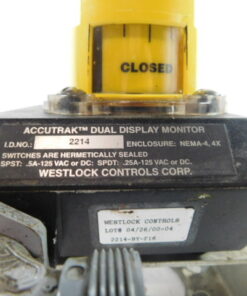 CLOSED
ACCUTRAK™ DUAL DISPLAY MONITOR
I.D.NO.: 2214 ENCLOSURE: NEMA-4, 4X
SWITCHES ARE HERMETICALLY SEALED
SPST: .5A-125 VAC or DC. SPDT: .25A-125 VAC or DC.
WESTLOCK CONTROLS CORP.
WESTLOCK CONTROLS
LOT# 04/26/02-04
2214-BY-Z16